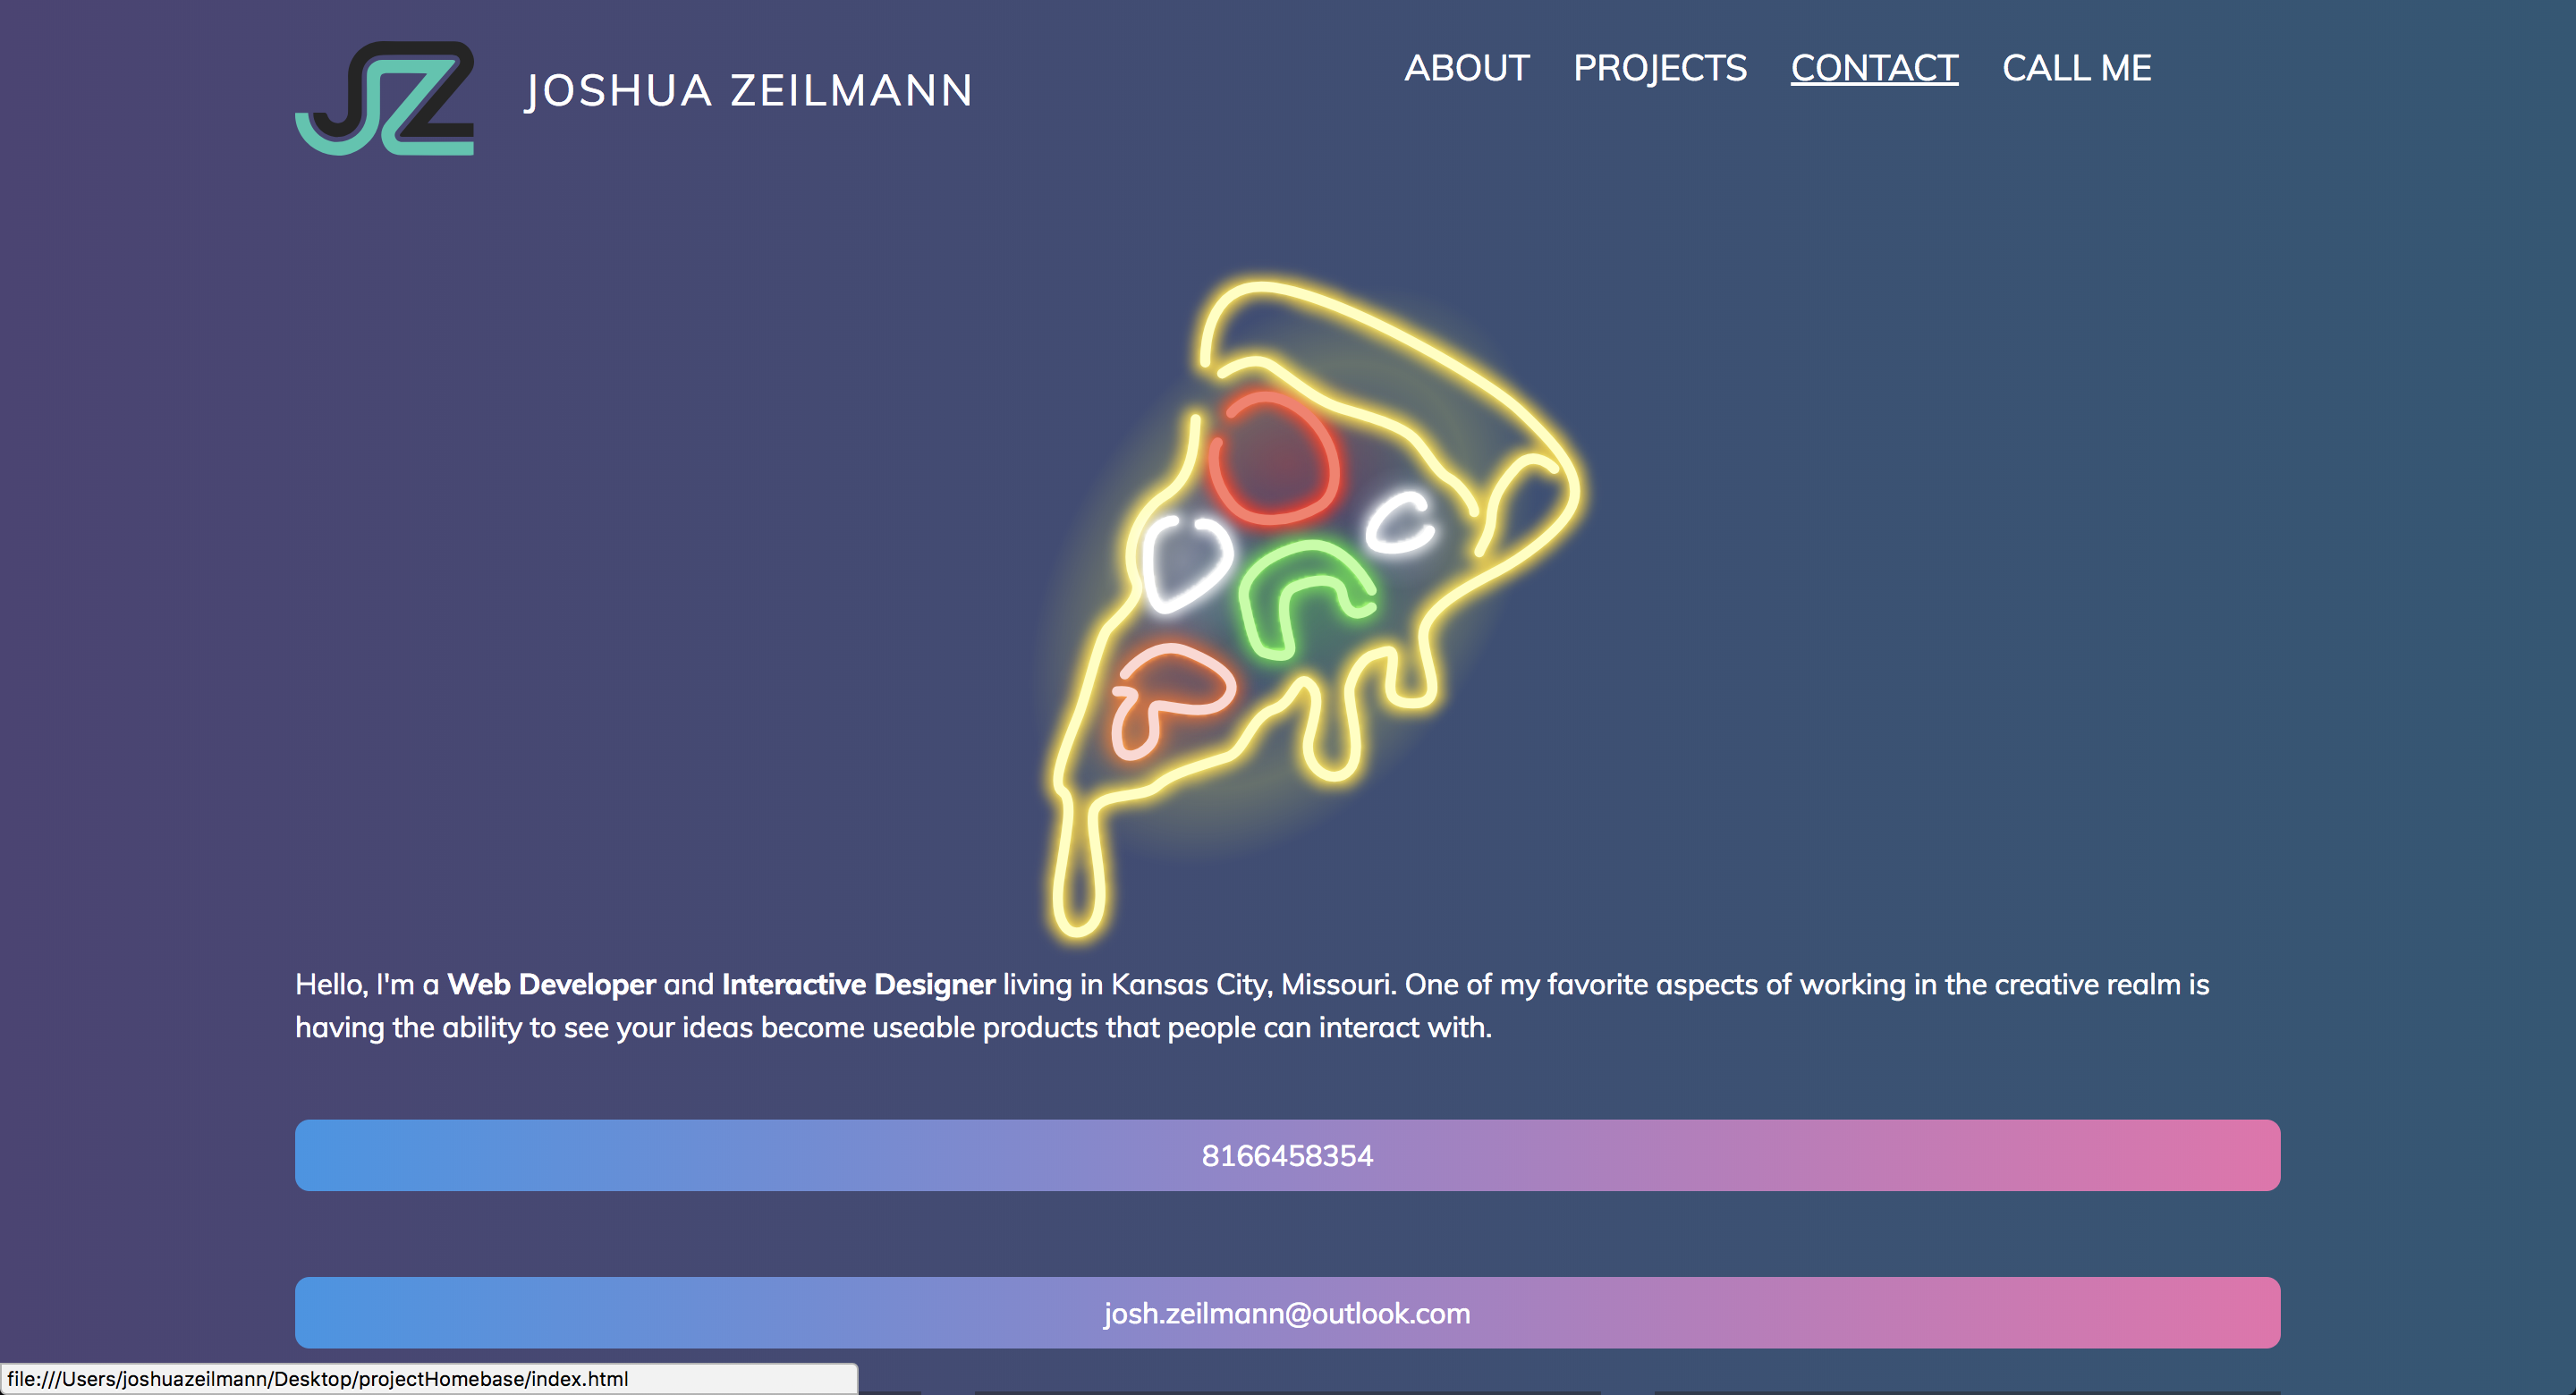 JZ
JOSHUA ZEILMANN
ABOUT PROJECTS CONTACT CALL ME
Hello, I'm a Web Developer and Interactive Designer living in Kansas City, Missouri. One of my favorite aspects of working in the creative realm is
having the ability to see your ideas become useable products that people can interact with.
8166458354
josh.zeilmann@outlook.com
file:///Users/joshuazeilmann/Desktop/projectHomebase/index.html